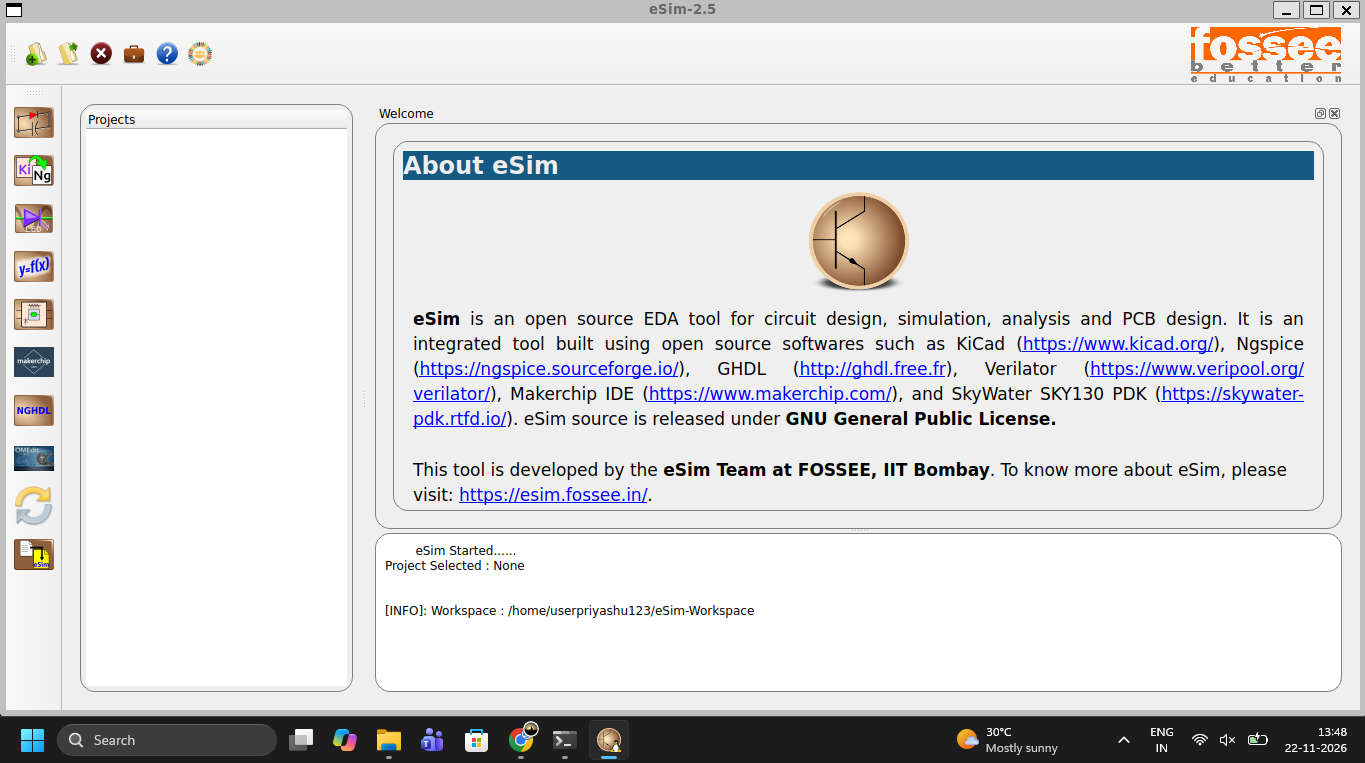 eSim-2.5
fossee
better
education
Projects
Welcome
Ki
Ng
y=f(x)
makerchip
NGHDL
OMEdit
eSim
About eSim
eSim is an open source EDA tool for circuit design, simulation, analysis and PCB design. It is an
integrated tool built using open source softwares such as KiCad (https://www.kicad.org/), Ngspice
(https://ngspice.sourceforge.io/), GHDL (http://ghdl.free.fr), Verilator (https://www.veripool.org/
verilator/), Makerchip IDE (https://www.makerchip.com/), and SkyWater SKY130 PDK (https://skywater-
pdk.rtfd.io/). eSim source is released under GNU General Public License.
This tool is developed by the eSim Team at FOSSEE, IIT Bombay. To know more about eSim, please
visit: https://esim.fossee.in/.
eSim Started......
Project Selected : None
[INFO]: Workspace : /home/userpriyashu123/eSim-Workspace
Search
30°C
Mostly sunny
ENG
IN
13:48
22-11-2026